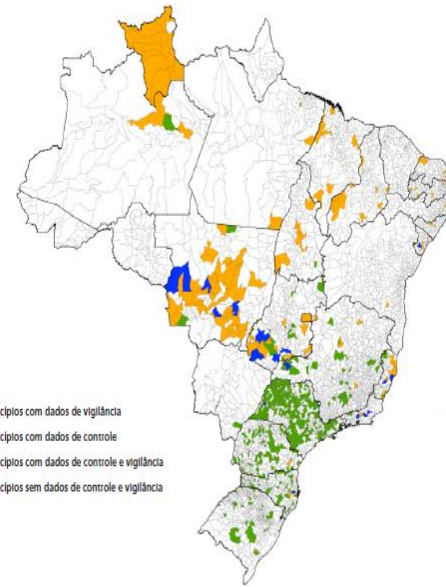 cípios com dados de vigilância
cípios com dados de controle
cípios com dados de controle e vigilância
cípios sem dados de controle e vigilância